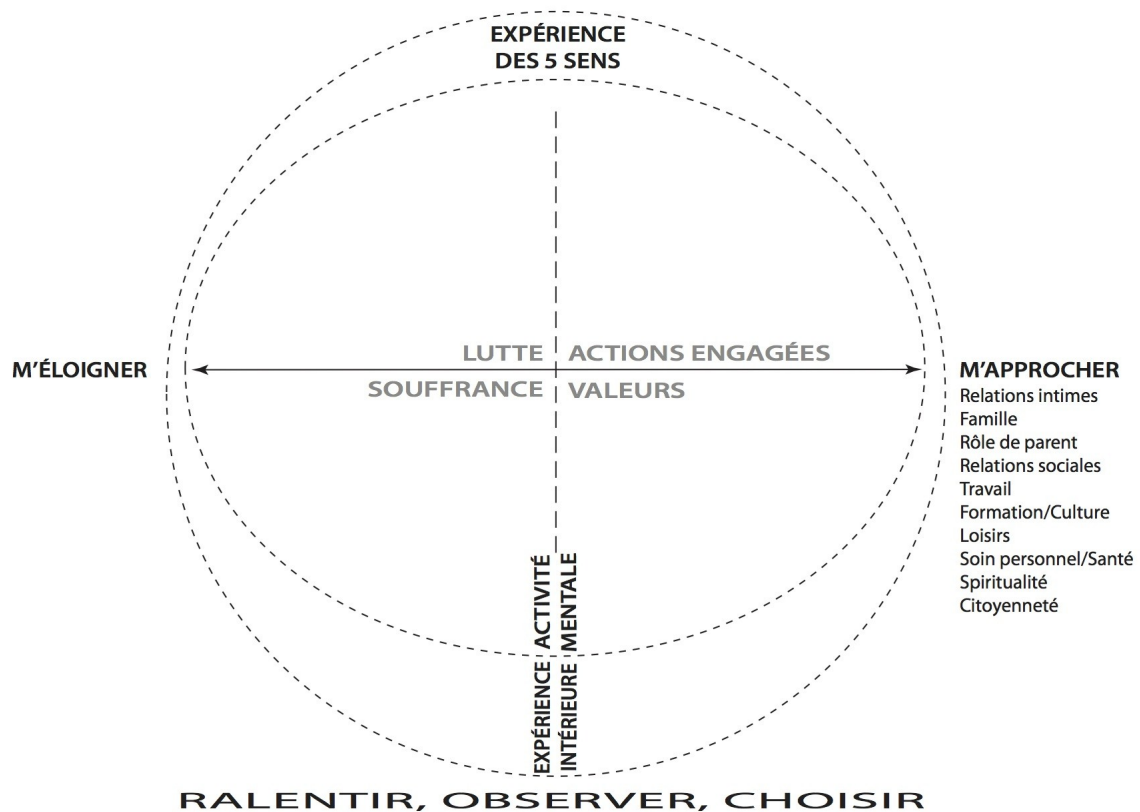 EXPÉRIENCE
DES 5 SENS
LUTTE
ACTIONS ENGAGÉES
M'ÉLOIGNER
M'APPROCHER
SOUFFRANCE
VALEURS
Relations intimes
Famille
Rôle de parent
Relations sociales
Travail
Formation/Culture
Loisirs
Soin personnel/Santé
Spiritualité
Citoyenneté
ACTIVITÉ
MENTALE
EXPÉRIENCE
INTÉRIEURE
RALENTIR, OBSERVER, CHOISIR